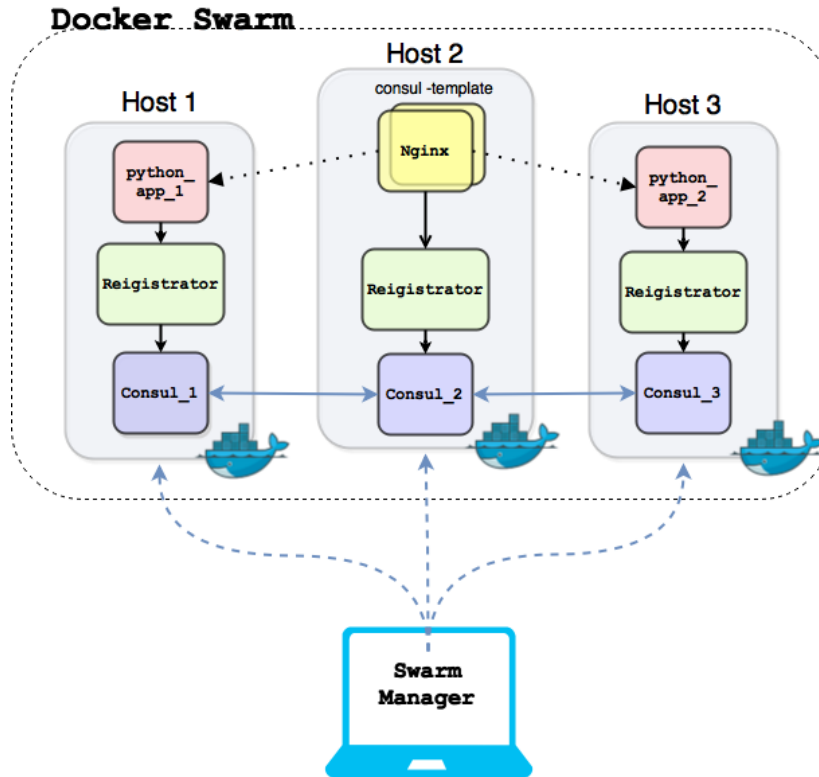 Docker Swarm
Host 1
Host 2
Host 3
consul -template
Nginx
python_
app_1
python_
app_2
Reigistrator
Reigistrator
Reigistrator
Consul_1
Consul_2
Consul_3
Swarm
Manager